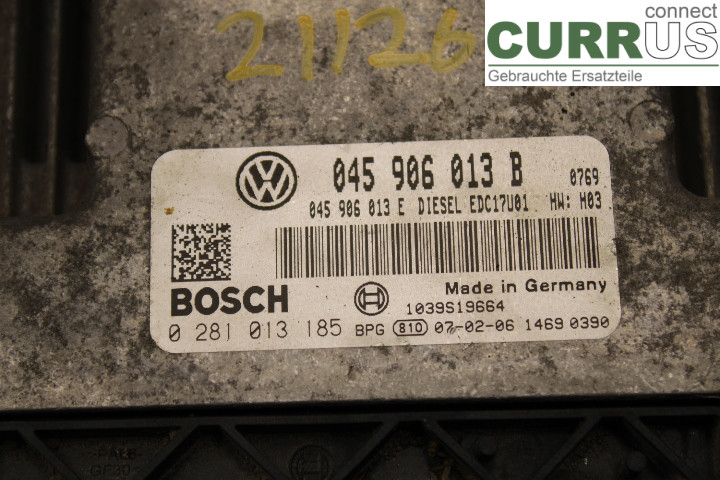 connect
CURRUS
Gebrauchte Ersatzteile
21126
045 906 013 B 0769
045 906 013 E DIESEL EDC17U01 HW: H03
BOSCH
Made in Germany
1039S19664
0 281 013 185 BPG 810 07-02-06 1469 0390